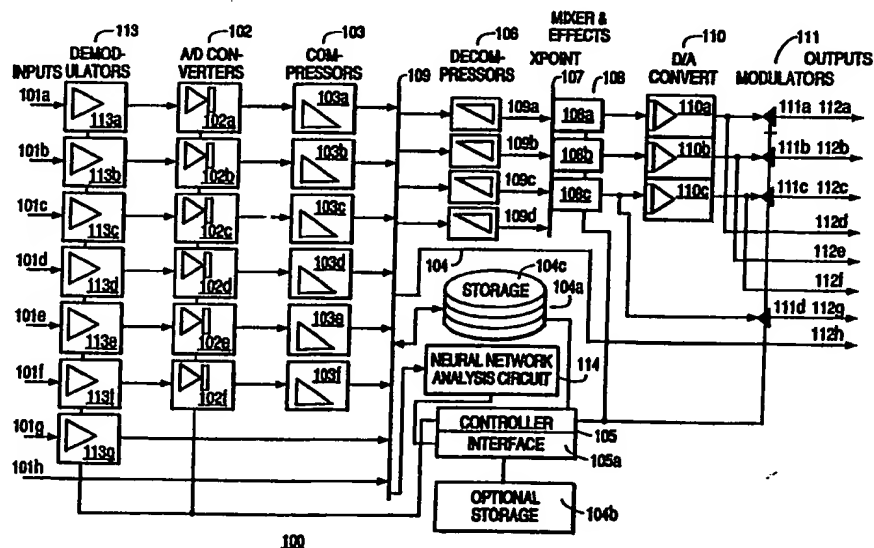 113
DEMOD-
ULATORS
INPUTS
102
A/D CON-
VERTERS
103
COM-
PRESSORS
106
DECOM-
PRESSORS
109
MIXER &
EFFECTS
XPOINT
107
108
110
D/A
CONVERT
111
MODULATORS
OUTPUTS
101a
113a
102a
103a
109a
108a
110a
111a 112a
101b
113b
102b
103b
109b
108b
110b
111b 112b
101c
113c
102c
103c
109c
108c
110c
111c 112c
109d
112d
112e
101d
113d
102d
103d
104
104c
STORAGE
104a
112f
111d 112g
112h
101e
113e
102e
103e
101f
113f
102f
103f
NEURAL NETWORK
ANALYSIS CIRCUIT
114
101g
113g
CONTROLLER
105
INTERFACE
105a
101h
OPTIONAL
STORAGE
104b
100